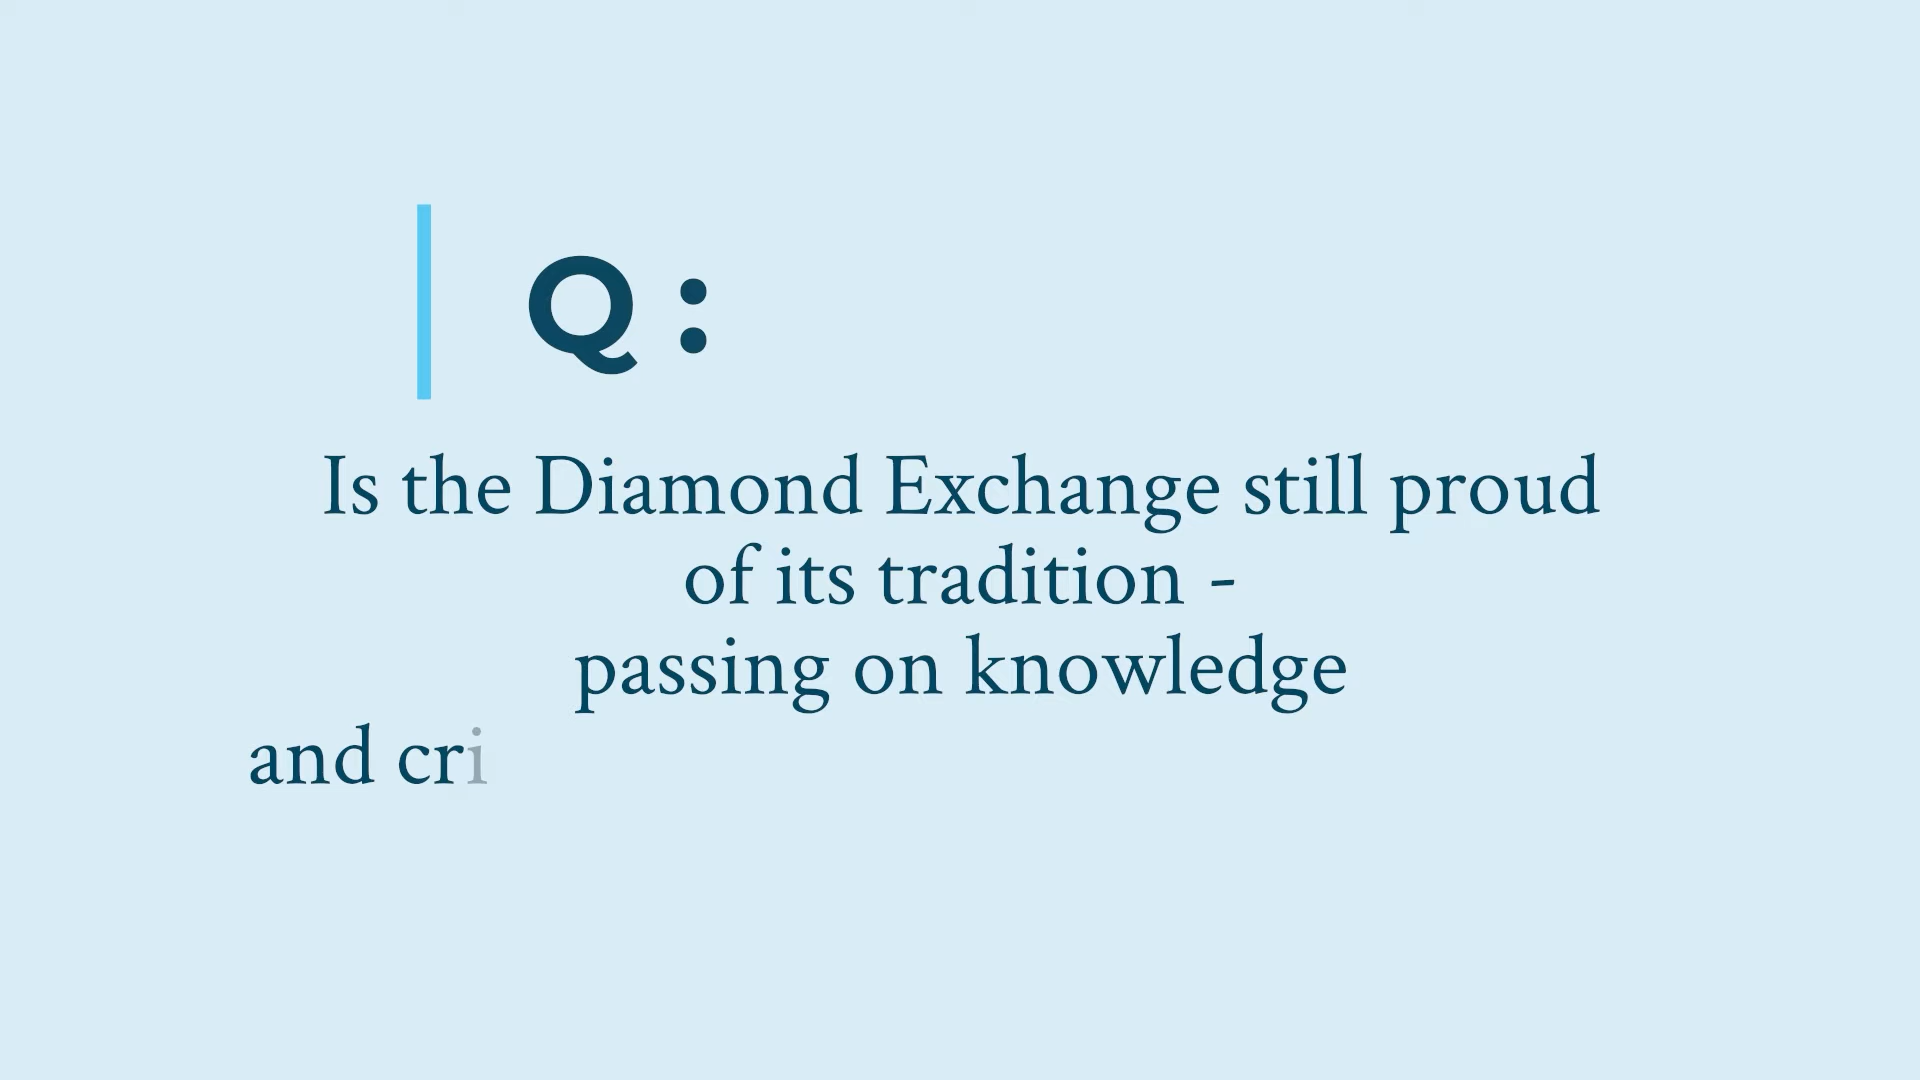 Q :
Is the Diamond Exchange still proud
of its tradition -
passing on knowledge
and cri